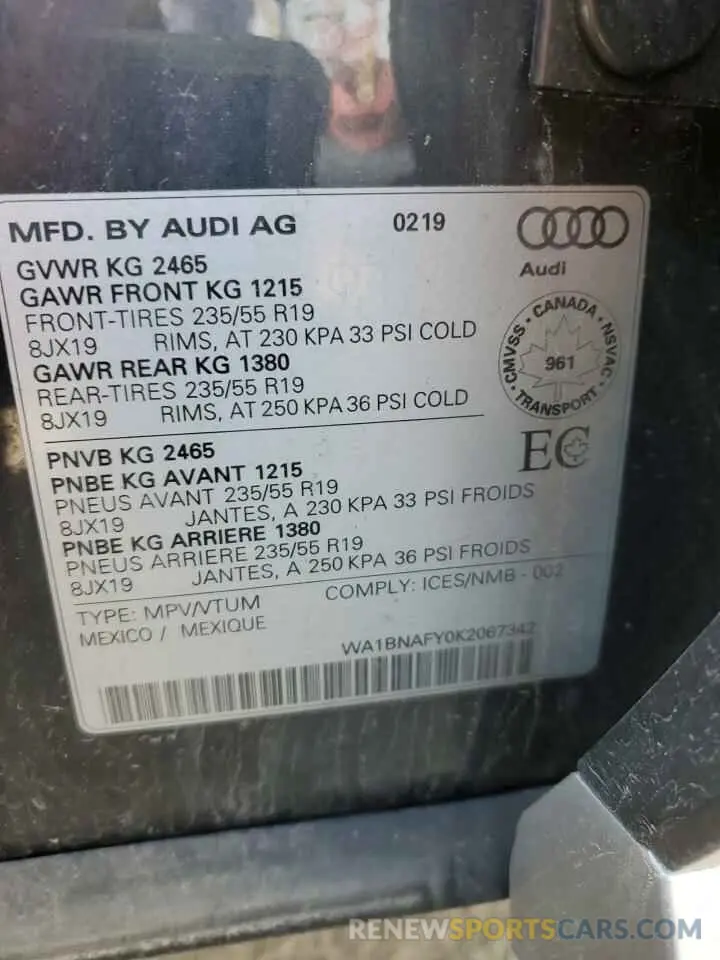 MFD. BY AUDI AG 0219
Audi
GVWR KG 2465
GAWR FRONT KG 1215
FRONT-TIRES 235/55 R19
8JX19 RIMS, AT 230 KPA 33 PSI COLD
GAWR REAR KG 1380
REAR-TIRES 235/55 R19
8JX19 RIMS, AT 250 KPA 36 PSI COLD
CMVSS · CANADA · NSVAC · TRANSPORT ·
961
EC
PNVB KG 2465
PNBE KG AVANT 1215
PNEUS AVANT 235/55 R19
8JX19 JANTES, A 230 KPA 33 PSI FROIDS
PNBE KG ARRIERE 1380
PNEUS ARRIERE 235/55 R19
8JX19 JANTES, A 250 KPA 36 PSI FROIDS
TYPE: MPV/VTUM COMPLY: ICES/NMB - 002
MEXICO / MEXIQUE
WA1BNAFY0K2067342
RENEWSPORTSCARS.COM